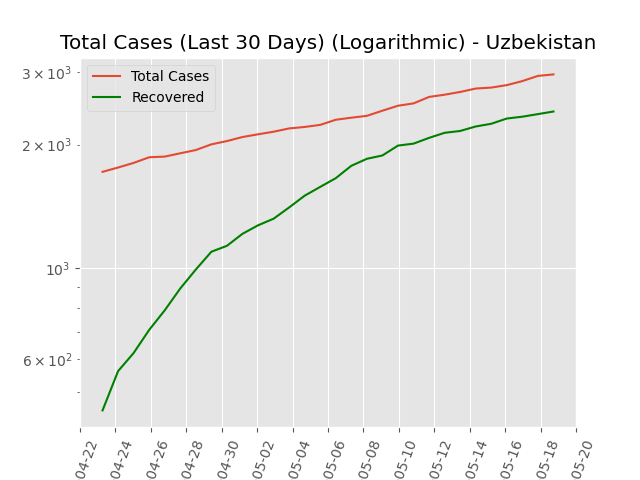 Total Cases (Last 30 Days) (Logarithmic) - Uzbekistan
3 × 10³
Total Cases
Recovered
2 × 10³
10³
6 × 10²
04-22
04-24
04-26
04-28
04-30
05-02
05-04
05-06
05-08
05-10
05-12
05-14
05-16
05-18
05-20